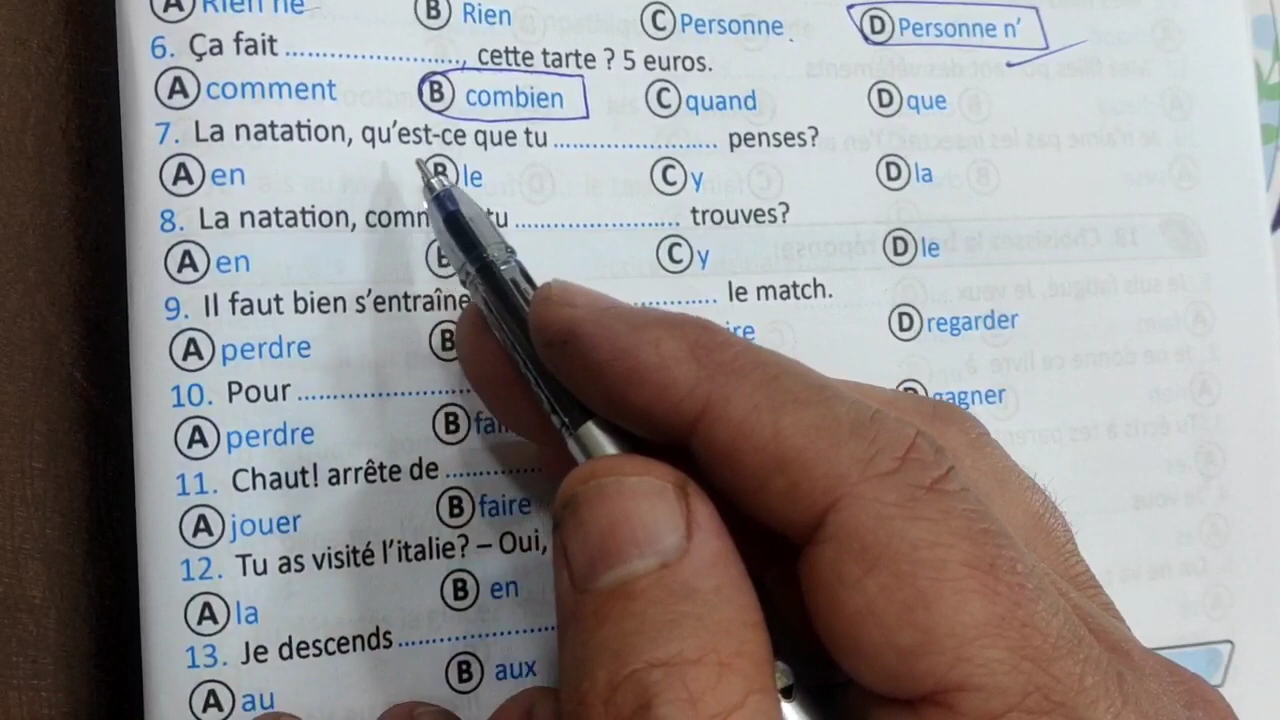 A Rien ne B Rien C Personne D Personne n'
6. Ça fait ......................, cette tarte ? 5 euros.
A comment B combien C quand D que
7. La natation, qu'est-ce que tu ...................... penses?
A en B le C y D la
8. La natation, tu ...................... trouves?
A en C y D le
9. Il faut bien s'entraîne ............ le match.
A perdre B D regarder
10. Pour ......................
A perdre B gagner
11. Chaut! arrête de ............
A jouer B faire
12. Tu as visité l'italie? – Oui,
A la B en
13. Je descends ......................
A au B aux